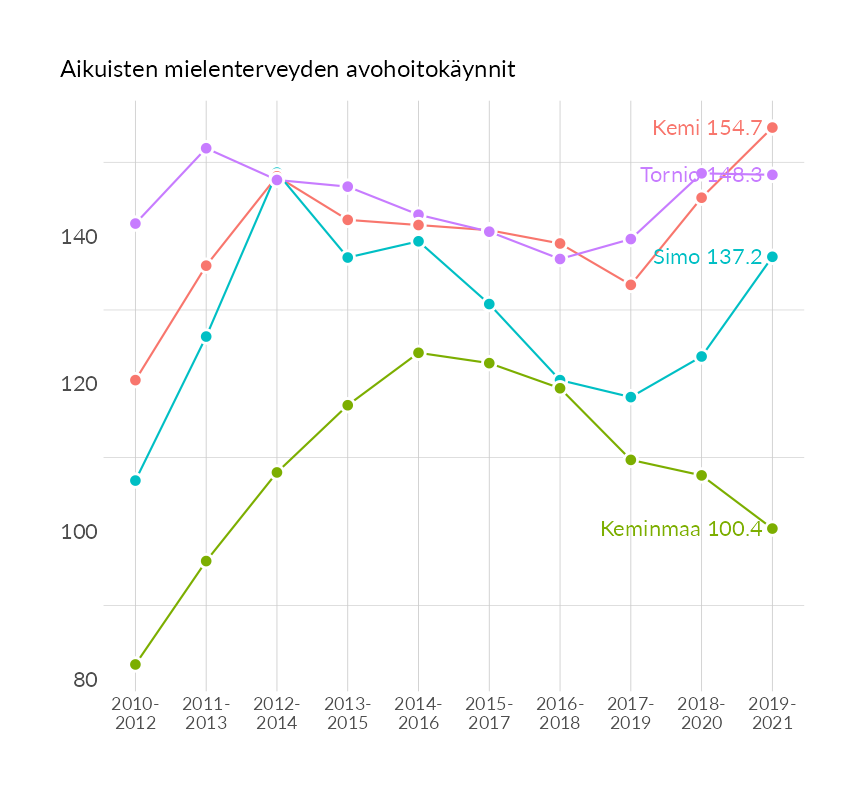 Aikuisten mielenterveyden avohoitokäynnit
Kemi 154.7
Tornio 148.3
140
Simo 137.2
120
100
Keminmaa 100.4
80
2010- 2011- 2012- 2013- 2014- 2015- 2016- 2017- 2018- 2019-
2012 2013 2014 2015 2016 2017 2018 2019 2020 2021